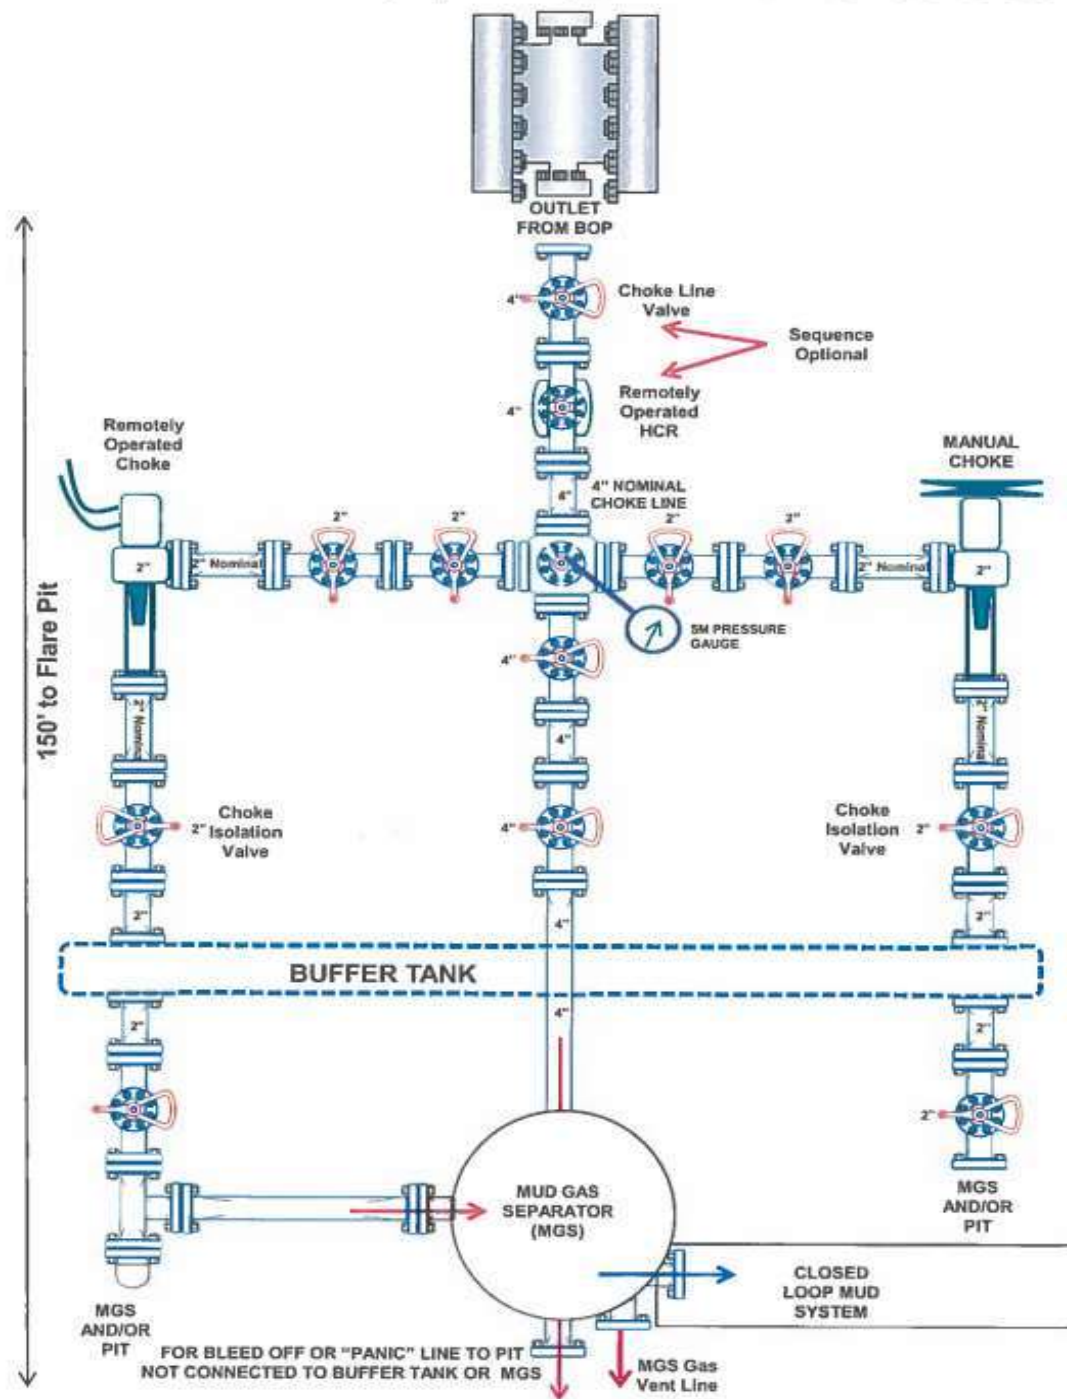 OUTLET
FROM BOP
4"
Choke Line
Valve
Sequence
Optional
4"
Remotely
Operated
HCR
Remotely
Operated
Choke
MANUAL
CHOKE
4" NOMINAL
CHOKE LINE
4"
2"
2"
2"
2"
2"
2" Nominal
2" Nominal
2"
5M PRESSURE
GAUGE
4"
150' to Flare Pit
2" Nominal
4"
2" Nominal
2"
Choke
Isolation
Valve
4"
Choke
Isolation
Valve
2"
2"
4"
2"
BUFFER TANK
2"
4"
2"
2"
MUD GAS
SEPARATOR
(MGS)
MGS
AND/OR
PIT
CLOSED
LOOP MUD
SYSTEM
MGS
AND/OR
PIT
FOR BLEED OFF OR "PANIC" LINE TO PIT
NOT CONNECTED TO BUFFER TANK OR MGS
MGS Gas
Vent Line